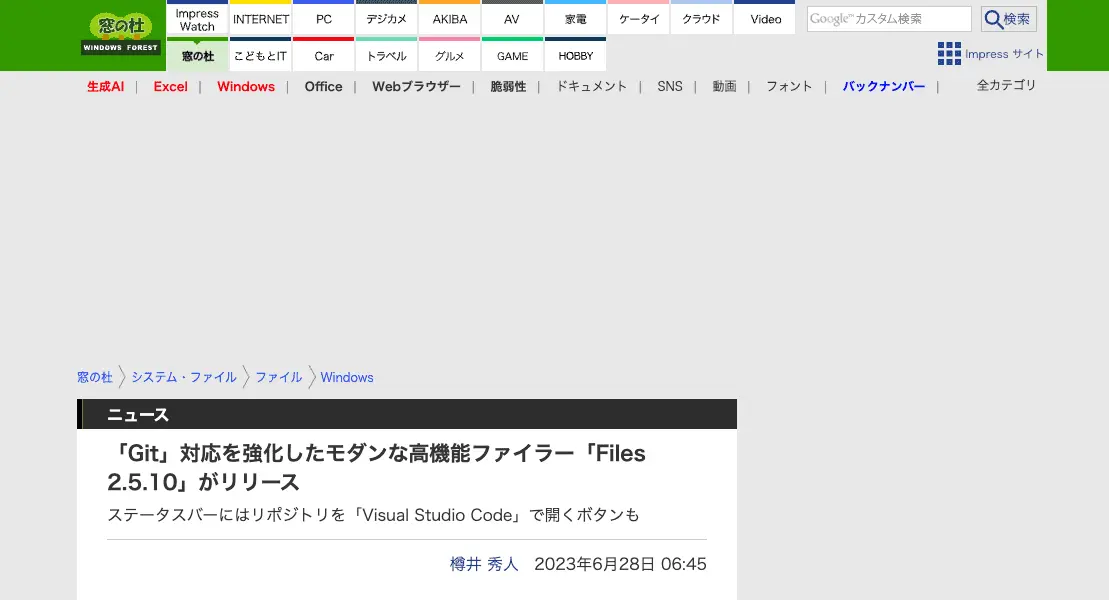 窓の杜
WINDOWS FOREST
Impress Watch
INTERNET
PC
デジカメ
AKIBA
AV
家電
ケータイ
クラウド
Video
Google™ カスタム検索
検索
窓の杜
こどもとIT
Car
トラベル
グルメ
GAME
HOBBY
Impress サイト
生成AI | Excel | Windows | Office | Webブラウザー | 脆弱性 | ドキュメント | SNS | 動画 | フォント | バックナンバー | 全カテゴリ
窓の杜 システム・ファイル ファイル Windows
ニュース
「Git」対応を強化したモダンな高機能ファイラー「Files
2.5.10」がリリース
ステータスバーにはリポジトリを「Visual Studio Code」で開くボタンも
樽井 秀人 2023年6月28日 06:45